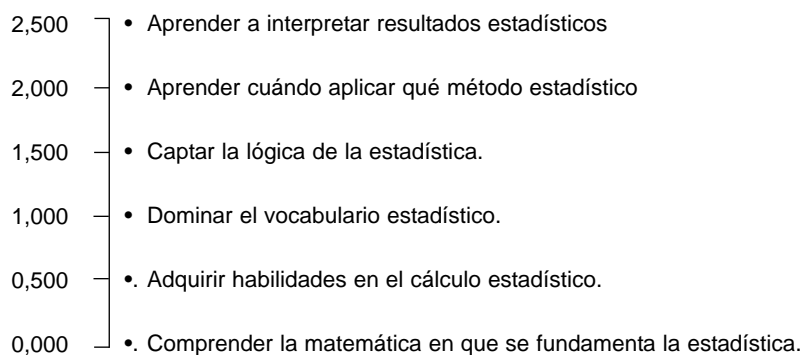 2,500 • Aprender a interpretar resultados estadísticos
2,000 • Aprender cuándo aplicar qué método estadístico
1,500 • Captar la lógica de la estadística.
1,000 • Dominar el vocabulario estadístico.
0,500 •. Adquirir habilidades en el cálculo estadístico.
0,000 •. Comprender la matemática en que se fundamenta la estadística.